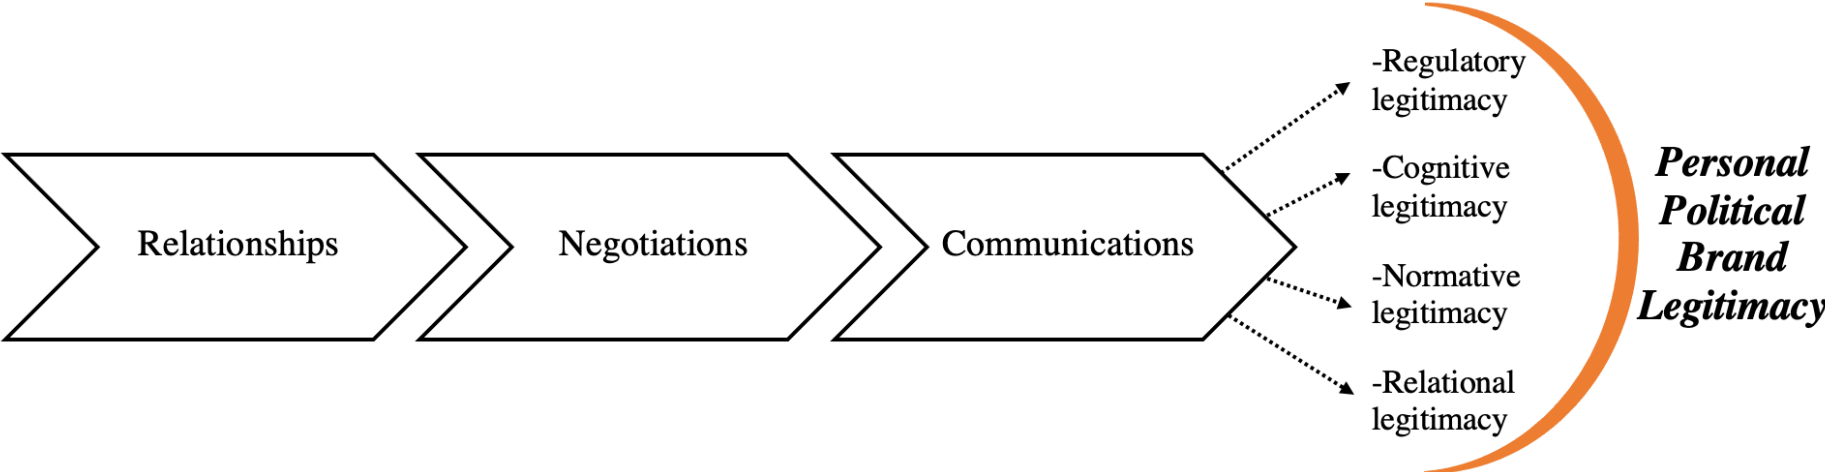 Relationships
Negotiations
Communications
-Regulatory
legitimacy
-Cognitive
legitimacy
-Normative
legitimacy
-Relational
legitimacy
Personal
Political
Brand
Legitimacy